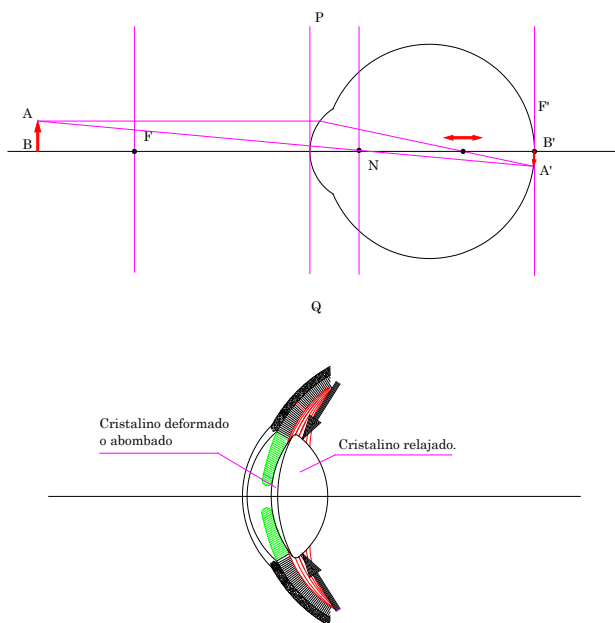 P
A
F'
F
B
B'
N
A'
Q
Cristalino deformado
o abombado
Cristalino relajado.